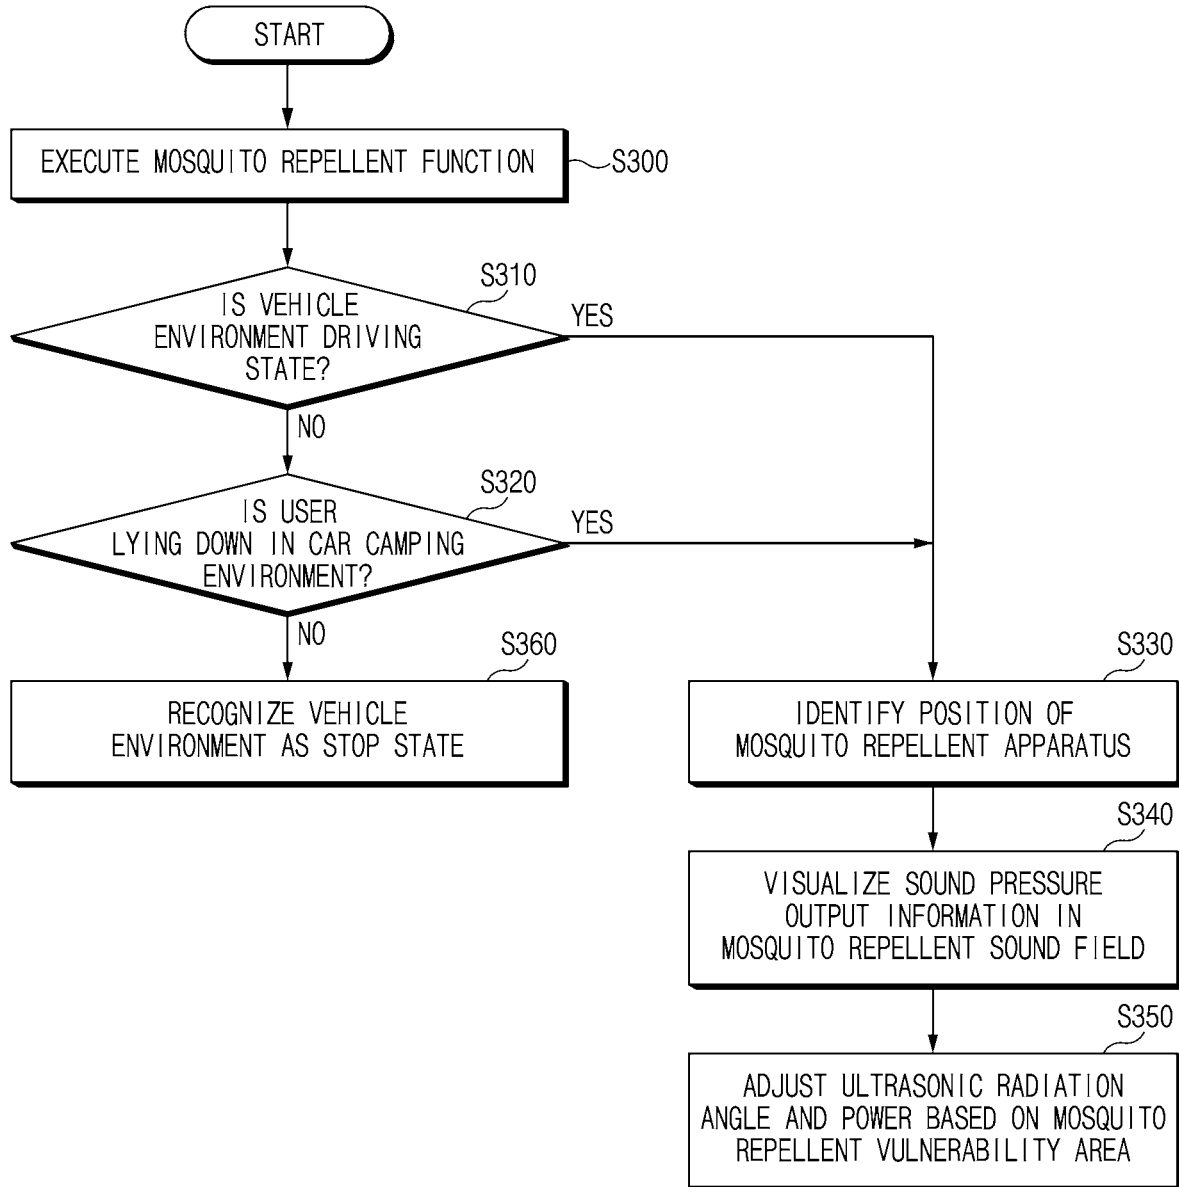 START
EXECUTE MOSQUITO REPELLENT FUNCTION
S300
S310
IS VEHICLE
ENVIRONMENT DRIVING
STATE?
YES
NO
S320
IS USER
LYING DOWN IN CAR CAMPING
ENVIRONMENT?
YES
NO
S360
RECOGNIZE VEHICLE
ENVIRONMENT AS STOP STATE
S330
IDENTIFY POSITION OF
MOSQUITO REPELLENT APPARATUS
S340
VISUALIZE SOUND PRESSURE
OUTPUT INFORMATION IN
MOSQUITO REPELLENT SOUND FIELD
S350
ADJUST ULTRASONIC RADIATION
ANGLE AND POWER BASED ON MOSQUITO
REPELLENT VULNERABILITY AREA